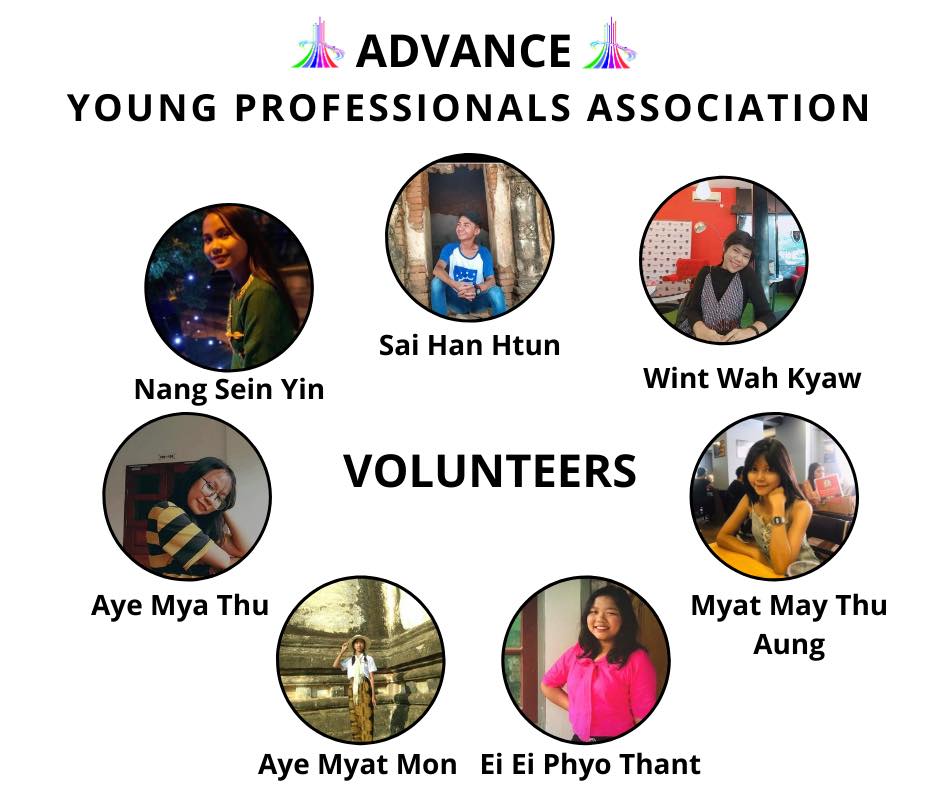 ADVANCE
YOUNG PROFESSIONALS ASSOCIATION
Sai Han Htun
Wint Wah Kyaw
Nang Sein Yin
VOLUNTEERS
Aye Mya Thu
Myat May Thu
Aung
Aye Myat Mon
Ei Ei Phyo Thant